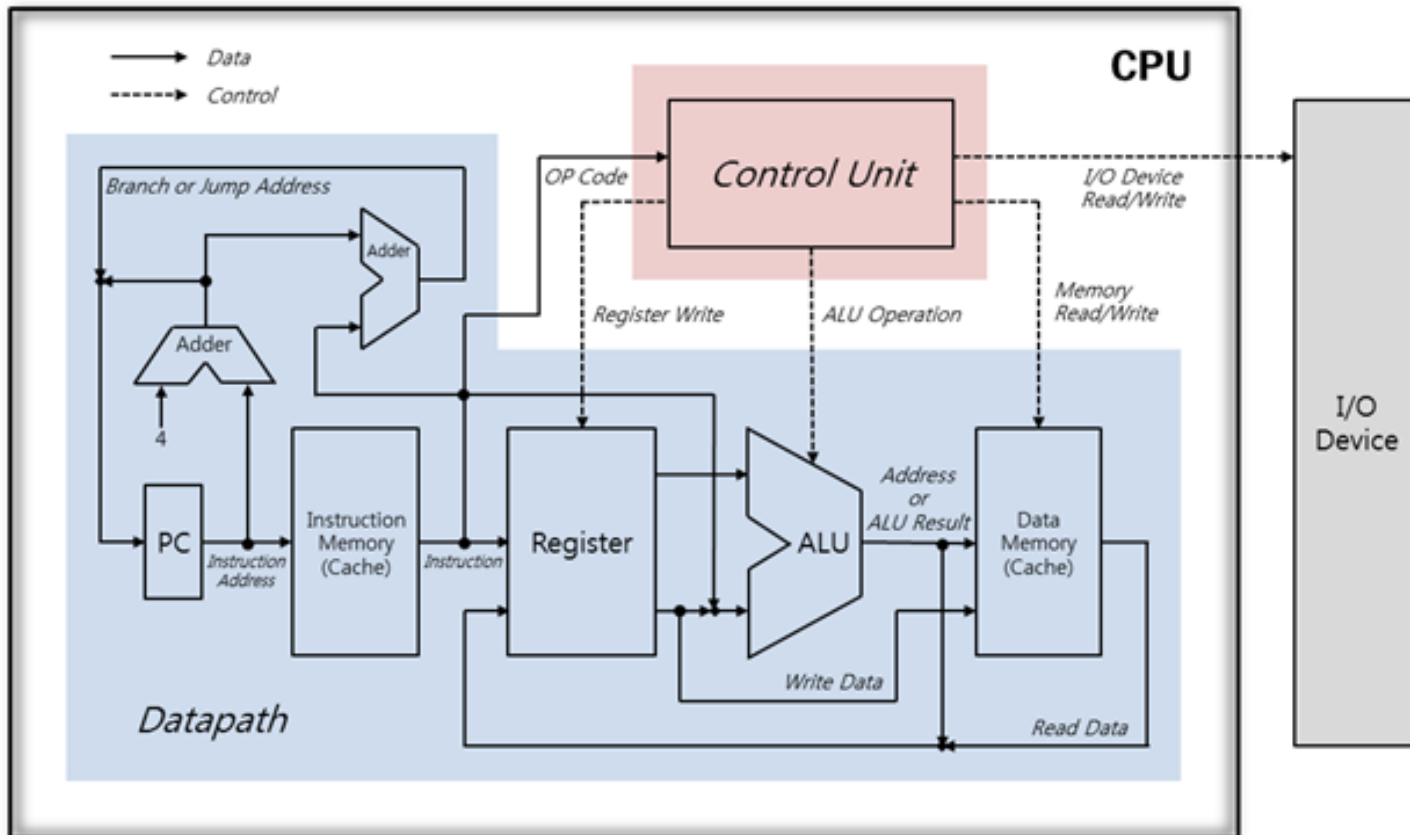 Data
CPU
Control
Control Unit
Branch or Jump Address
OP Code
I/O Device
Read/Write
Adder
Register Write
ALU Operation
Memory
Read/Write
Adder
4
I/O
Device
PC
Instruction
Address
Instruction
Memory
(Cache)
Instruction
Register
ALU
Address
or
ALU Result
Data
Memory
(Cache)
Write Data
Datapath
Read Data